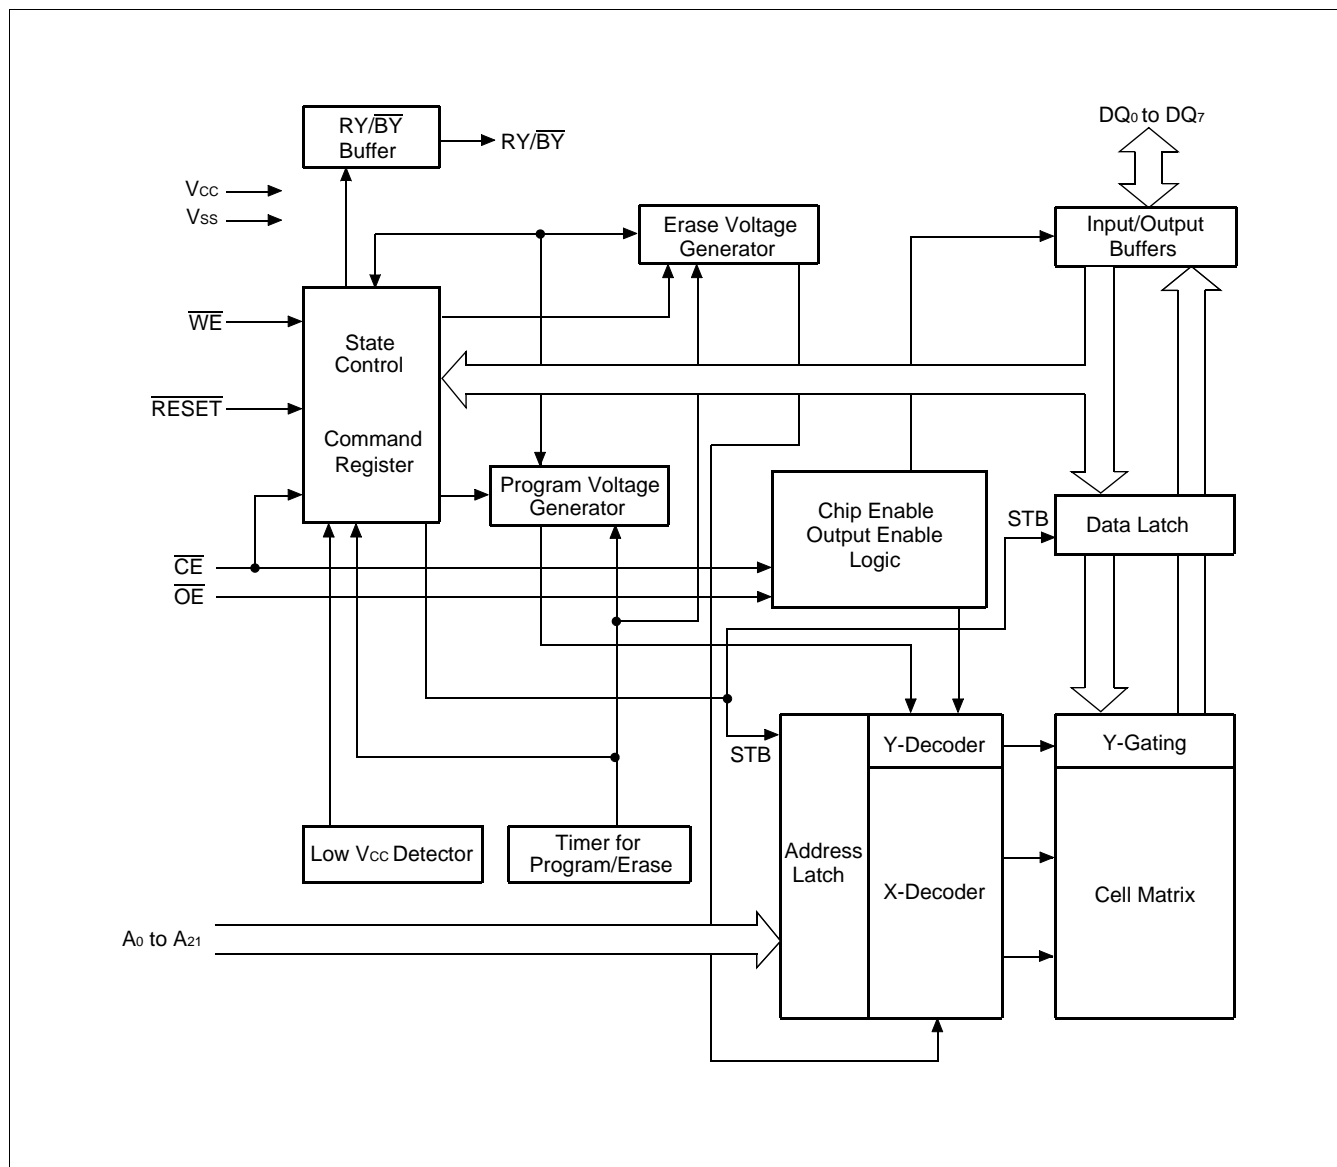 RY/BY
Buffer
RY/BY
DQ0 to DQ7
VCC
VSS
Erase Voltage
Generator
Input/Output
Buffers
WE
State
Control
RESET
Command
Register
Program Voltage
Generator
Chip Enable
Output Enable
Logic
STB
Data Latch
CE
OE
STB
Y-Decoder
Y-Gating
Low VCC Detector
Timer for
Program/Erase
Address
Latch
X-Decoder
Cell Matrix
A0 to A21